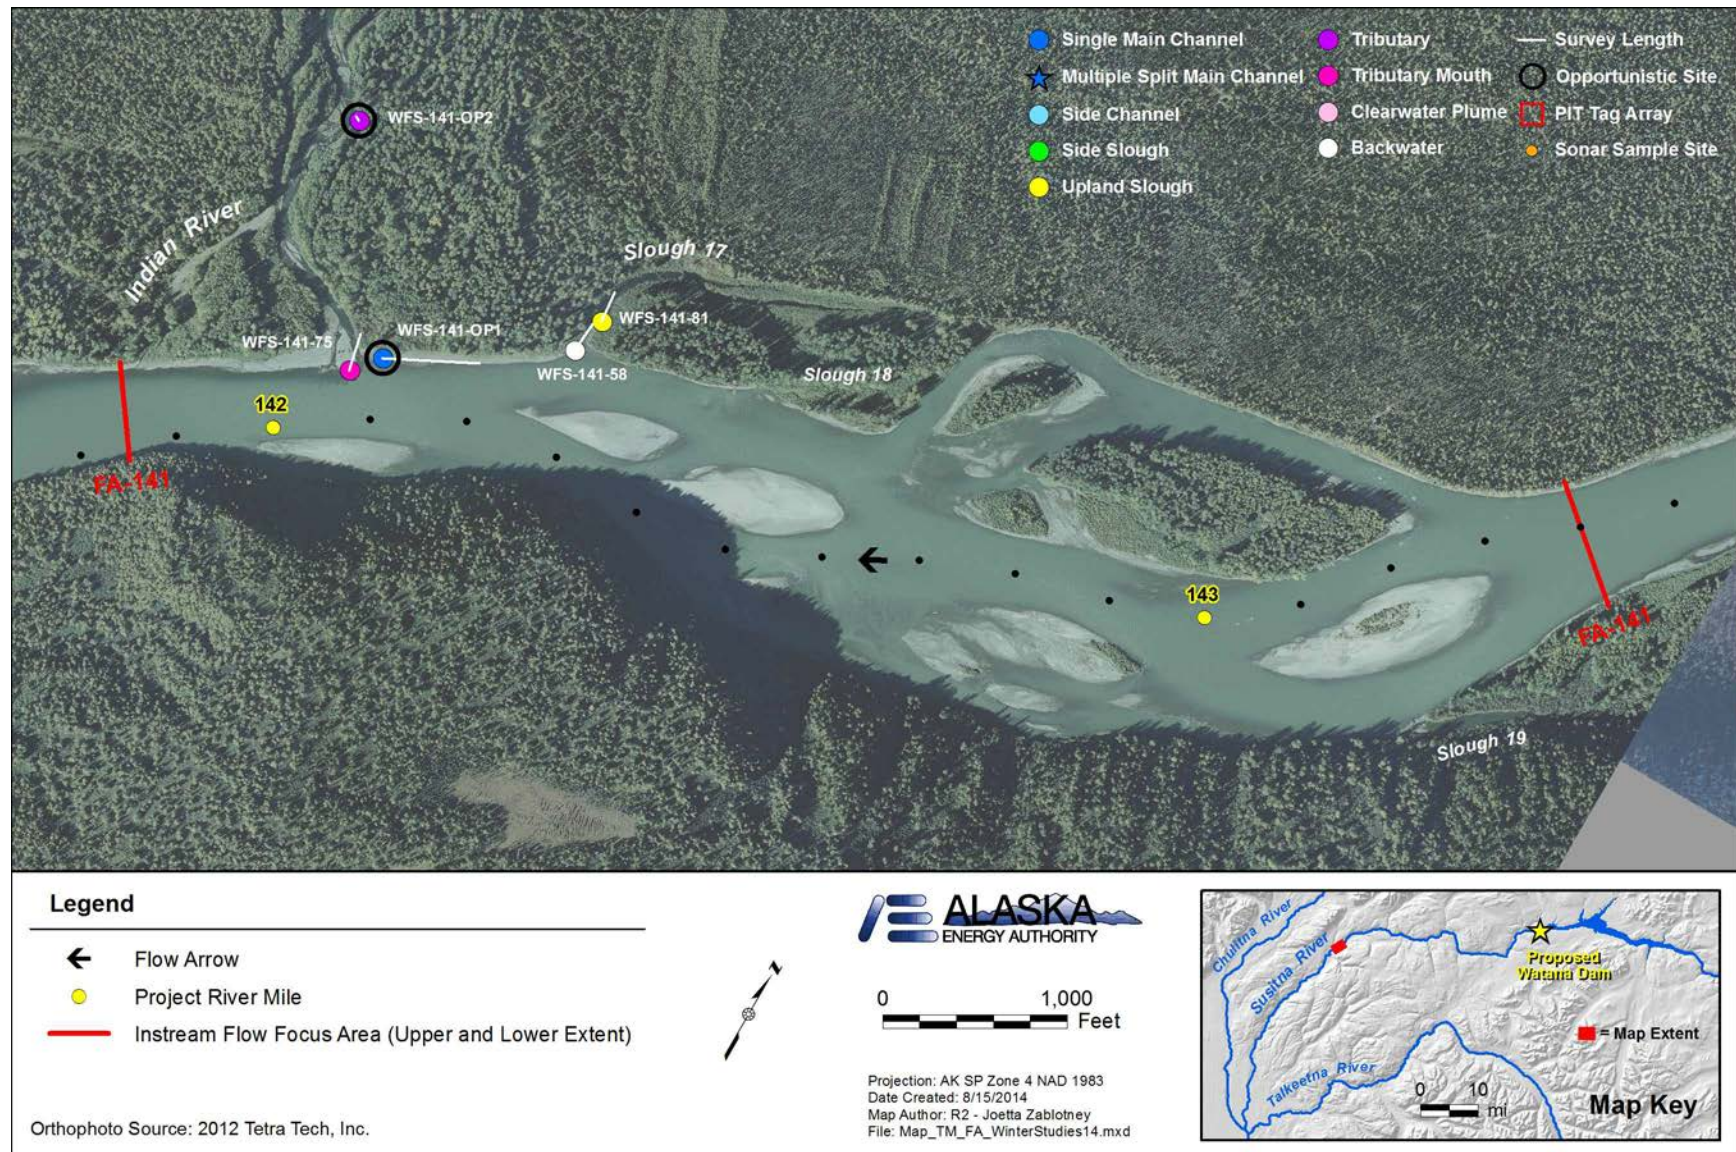 Single Main Channel
Multiple Split Main Channel
Side Channel
Side Slough
Upland Slough
Tributary
Tributary Mouth
Clearwater Plume
Backwater
Survey Length
Opportunistic Site
PIT Tag Array
Sonar Sample Site
WFS-141-OP2
Indian River
Slough 17
WFS-141-81
WFS-141-OP1
WFS-141-75
WFS-141-58
Slough 18
142
FA-141
143
FA-141
Slough 19
Legend
Flow Arrow
Project River Mile
Instream Flow Focus Area (Upper and Lower Extent)
Orthophoto Source: 2012 Tetra Tech, Inc.
N
ALASKA
ENERGY AUTHORITY
0 1,000
Feet
Projection: AK SP Zone 4 NAD 1983
Date Created: 8/15/2014
Map Author: R2 - Joetta Zablotney
File: Map_TM_FA_WinterStudies14.mxd
Chulitna River
Susitna River
Proposed
Watana Dam
= Map Extent
Talkeetna River
0 10
mi
Map Key